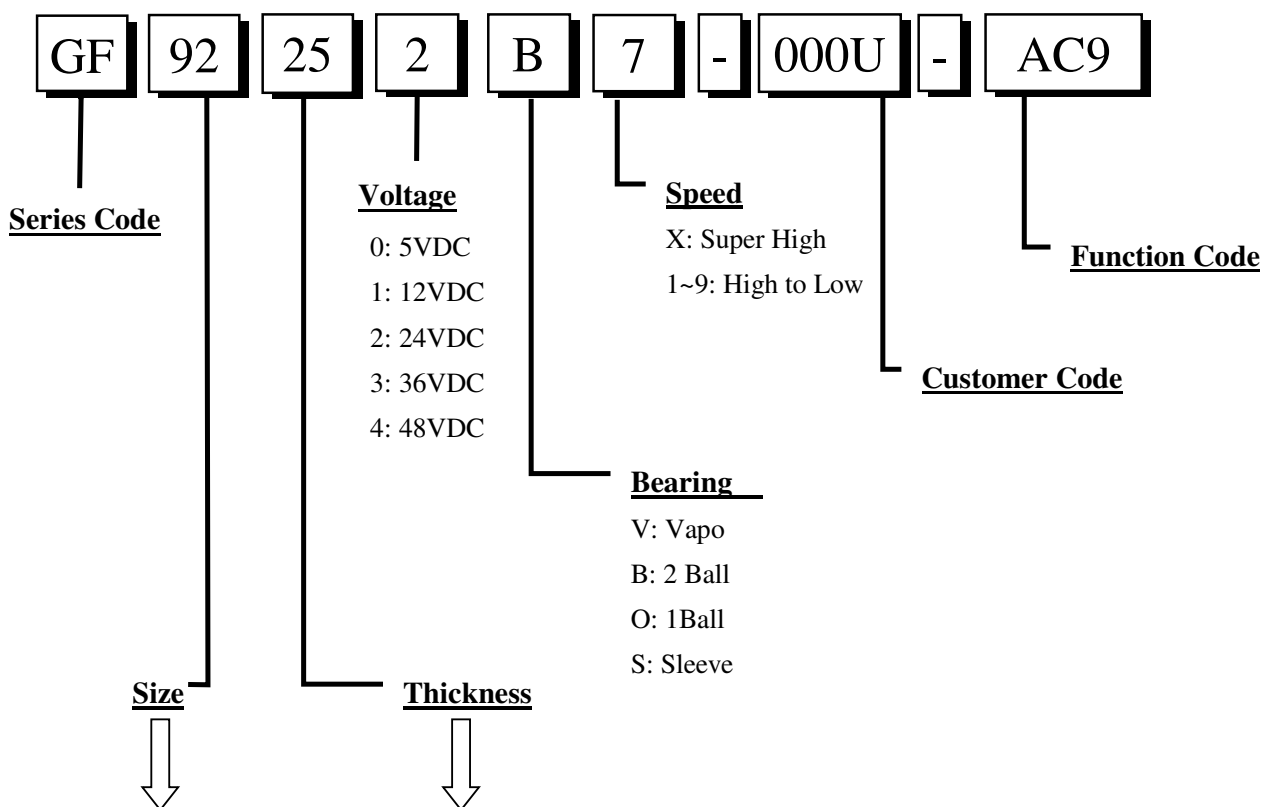 GF 92 25 2 B 7 - 000U - AC9
Series Code
Voltage
0: 5VDC
1: 12VDC
2: 24VDC
3: 36VDC
4: 48VDC
Speed
X: Super High
1~9: High to Low
Function Code
Customer Code
Bearing
V: Vapo
B: 2 Ball
O: 1Ball
S: Sleeve
Size
Thickness